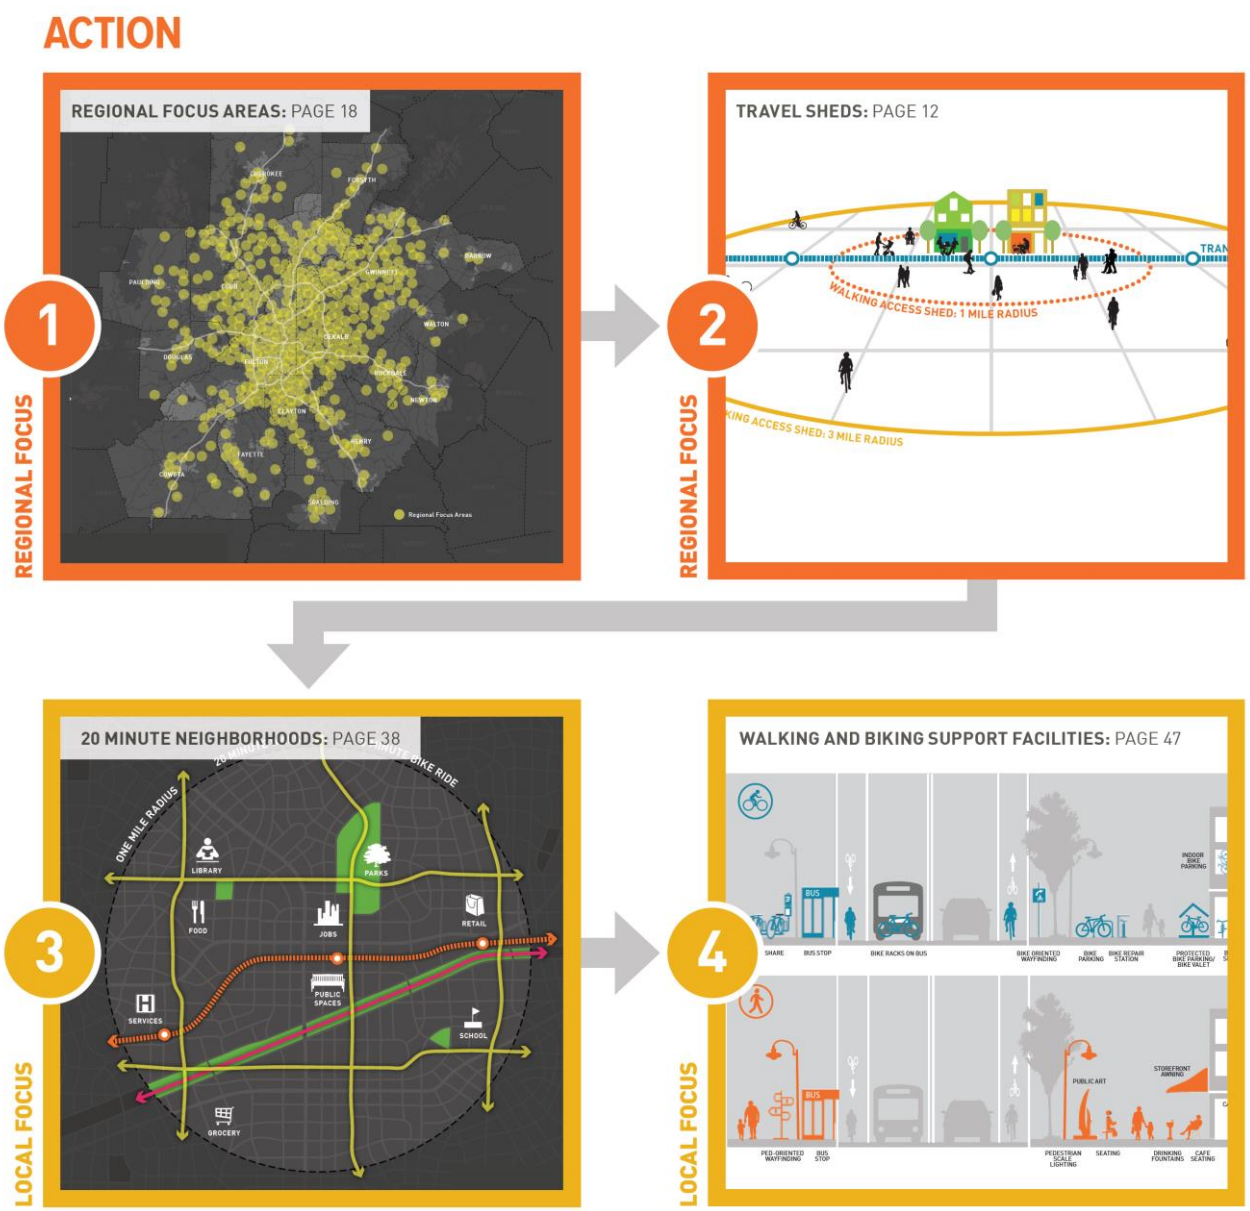 ACTION
REGIONAL FOCUS AREAS: PAGE 18
CHEROKEE
FORSYTH
BARROW
GWINNETT
PAULDING
COBB
WALTON
DEKALB
DOUGLAS
FULTON
ROCKDALE
NEWTON
CLAYTON
HENRY
FAYETTE
COWETA
SPALDING
Regional Focus Areas
1
REGIONAL FOCUS
TRAVEL SHEDS: PAGE 12
TRAN
WALKING ACCESS SHED: 1 MILE RADIUS
KING ACCESS SHED: 3 MILE RADIUS
2
REGIONAL FOCUS
20 MINUTE NEIGHBORHOODS: PAGE 38
20 MINUTE
BIKE RIDE
ONE MILE RADIUS
LIBRARY
PARKS
FOOD
JOBS
RETAIL
PUBLIC
SPACES
SERVICES
SCHOOL
GROCERY
3
LOCAL FOCUS
WALKING AND BIKING SUPPORT FACILITIES: PAGE 47
INDOOR
BIKE
PARKING
BUS
SHARE
BUS STOP
BIKE RACKS ON BUS
BIKE ORIENTED
WAYFINDING
BIKE
PARKING
BIKE REPAIR
STATION
PROTECTED
BIKE PARKING/
BIKE VALET
4
STOREFRONT
AWNING
PUBLIC ART
BUS
PED-ORIENTED
WAYFINDING
BUS
STOP
PEDESTRIAN
SCALE
LIGHTING
SEATING
DRINKING
FOUNTAINS
CAFE
SEATING
LOCAL FOCUS